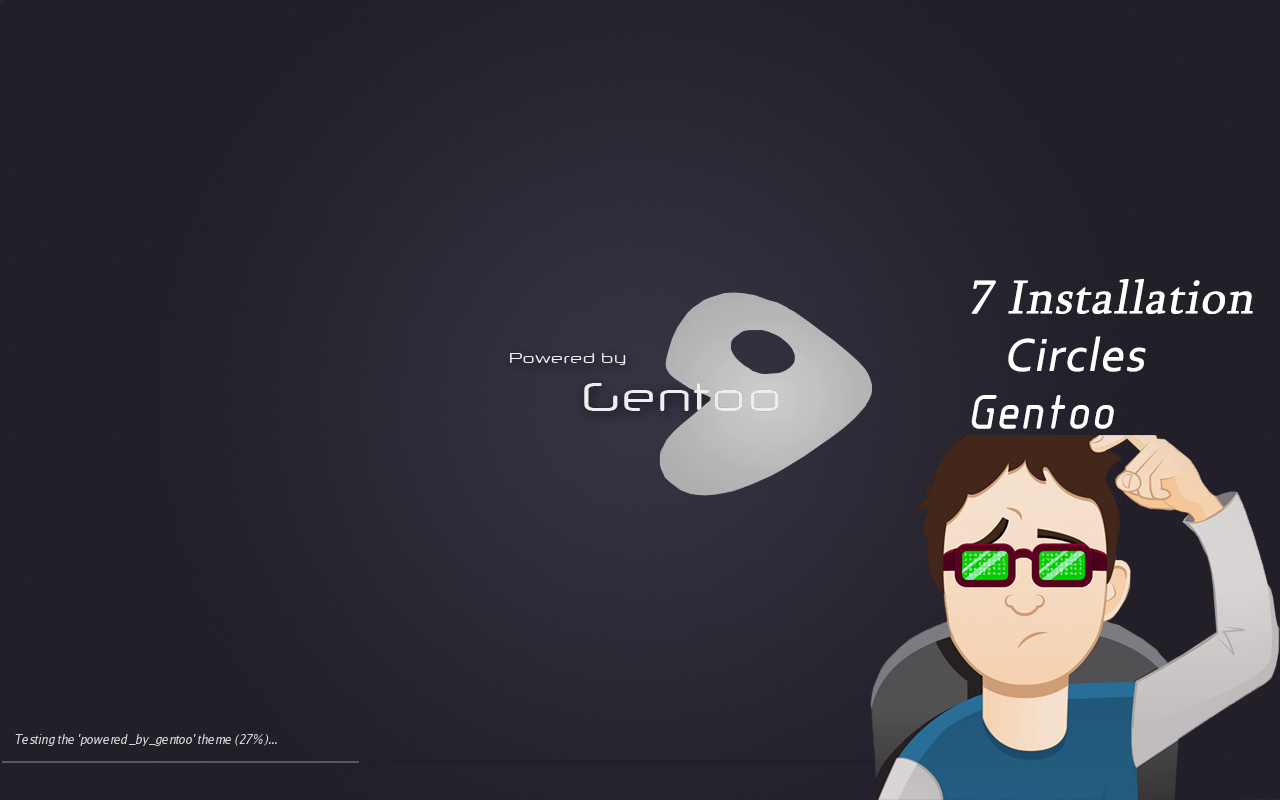 7 Installation
Circles
Gentoo
Powered by
Gentoo
Testing the 'powered_by_gentoo' theme (27%)...